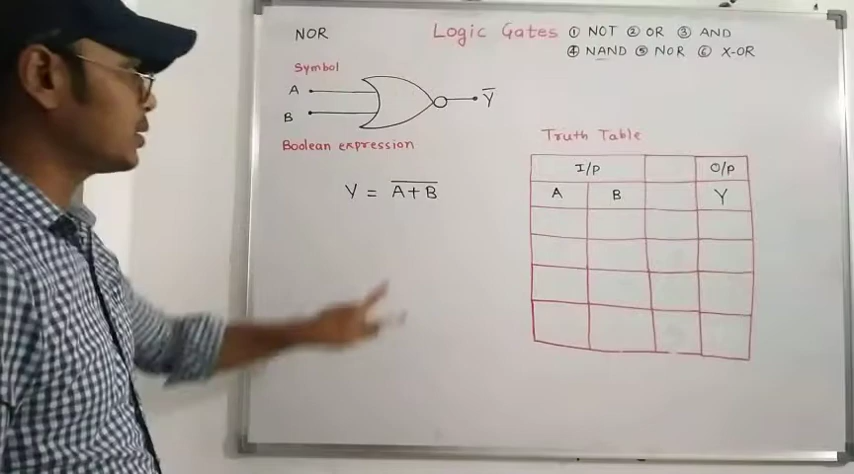 NOR
Logic Gates ① NOT ② OR ③ AND
④ NAND ⑤ NOR ⑥ X-OR
Symbol
A
B
Y̅
Boolean expression
Y = A̅+̅B̅
Truth Table
I/P O/P
A B Y